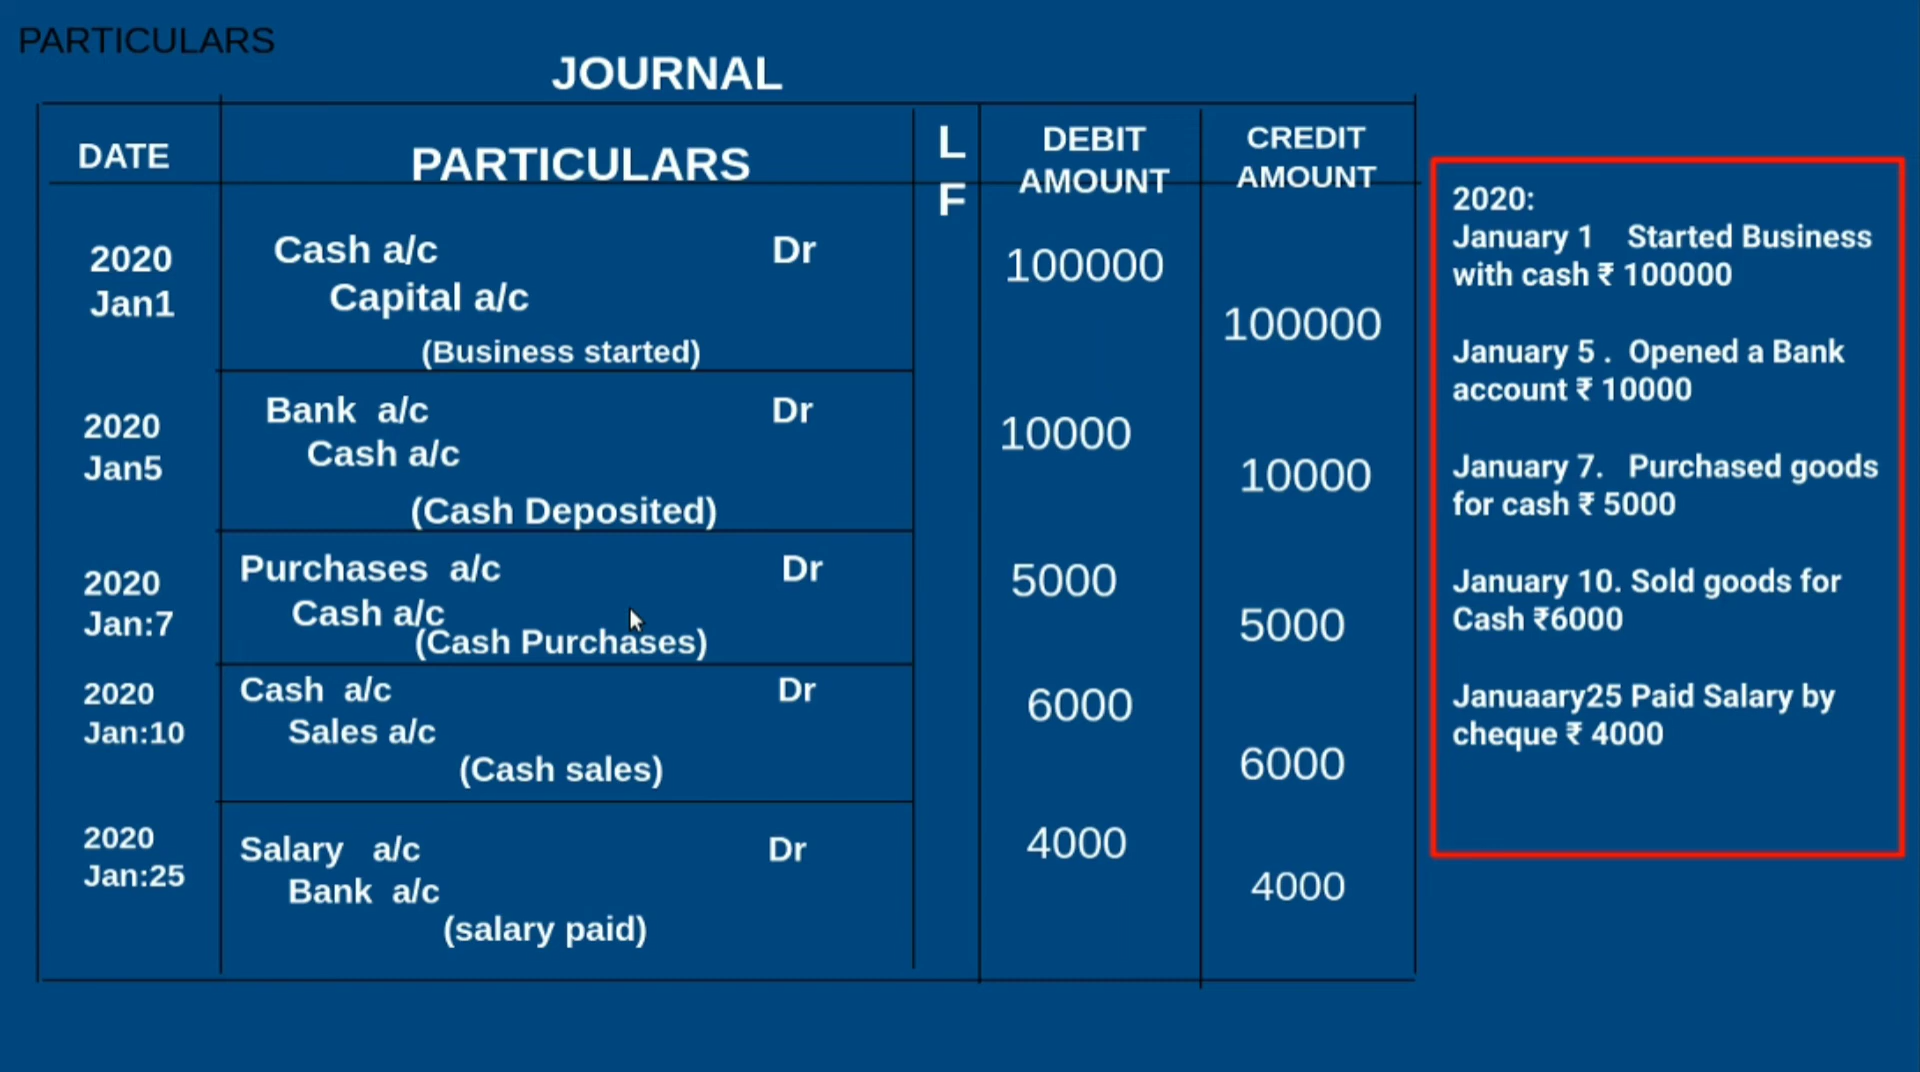 PARTICULARS
JOURNAL
DATE PARTICULARS L F DEBIT AMOUNT CREDIT AMOUNT
2020 Jan1
Cash a/c Dr 100000
Capital a/c 100000
(Business started)
2020 Jan5
Bank a/c Dr 10000
Cash a/c 10000
(Cash Deposited)
2020 Jan:7
Purchases a/c Dr 5000
Cash a/c 5000
(Cash Purchases)
2020 Jan:10
Cash a/c Dr 6000
Sales a/c 6000
(Cash sales)
2020 Jan:25
Salary a/c Dr 4000
Bank a/c 4000
(salary paid)
2020:
January 1 Started Business
with cash ₹ 100000
January 5 . Opened a Bank
account ₹ 10000
January 7. Purchased goods
for cash ₹ 5000
January 10. Sold goods for
Cash ₹6000
Januaary25 Paid Salary by
cheque ₹ 4000